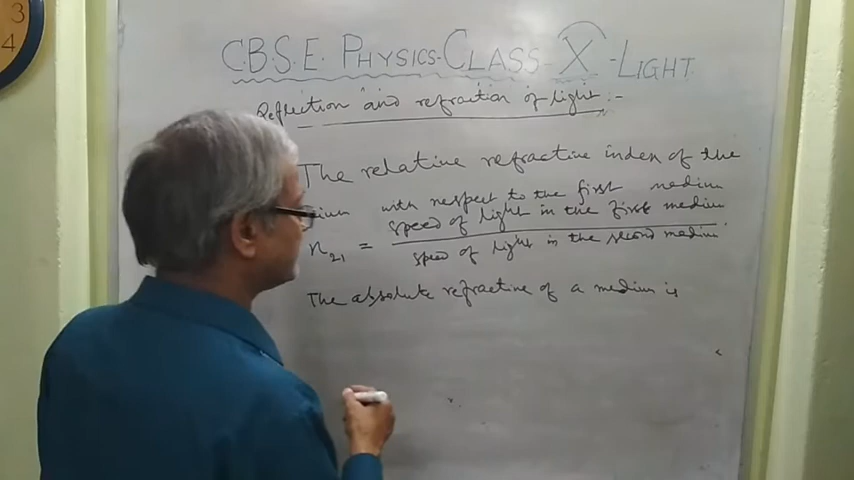 C.B.S.E. PHYSICS-CLASS-X-LIGHT
Reflection and refraction of light:-
The relative refractive index of the
with respect to the first medium
n21 = speed of light in the first medium
speed of light in the second medium
The absolute refractive of a medium is
3
4